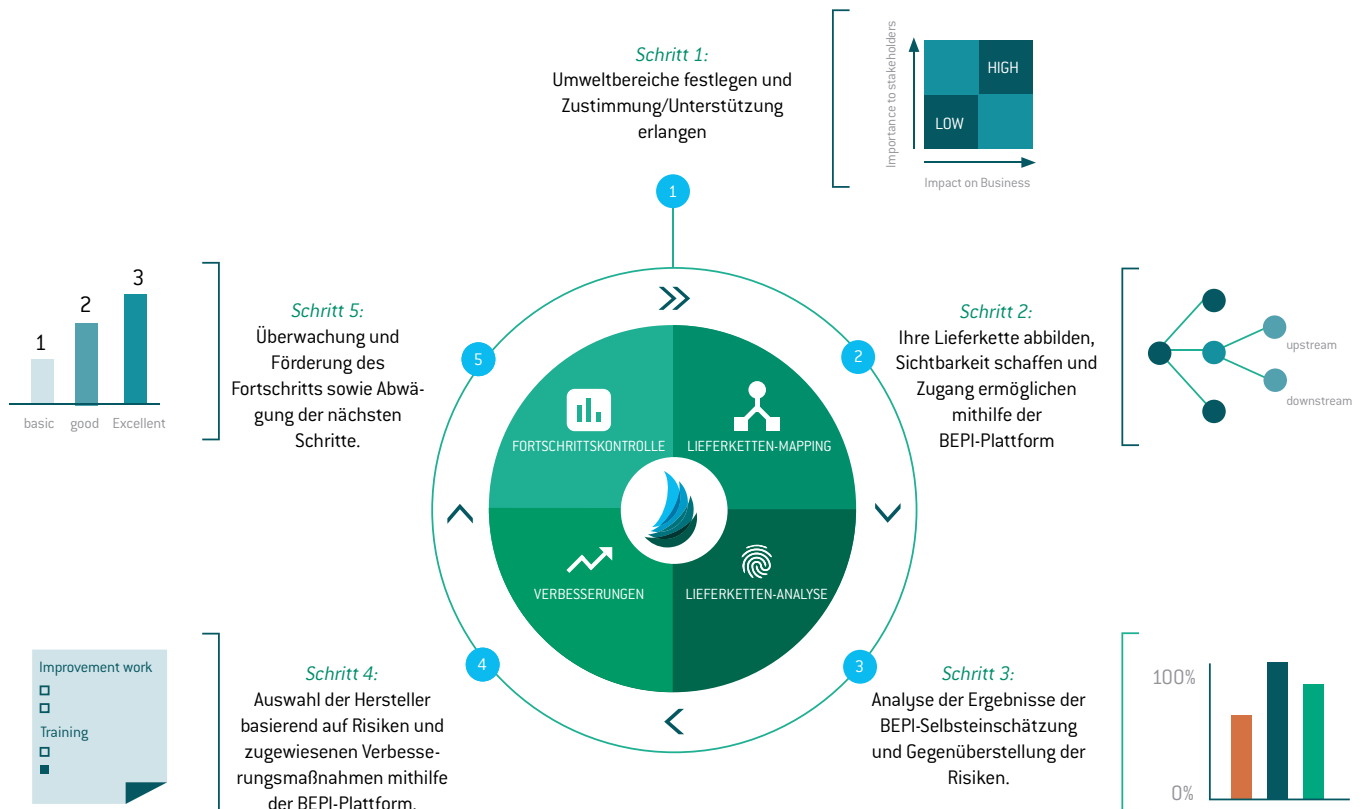 Schritt 1:
Umweltbereiche festlegen und
Zustimmung/Unterstützung
erlangen
Importance to stakeholders
HIGH
LOW
Impact on Business
1
Schritt 2:
Ihre Lieferkette abbilden,
Sichtbarkeit schaffen und
Zugang ermöglichen
mithilfe der
BEPI-Plattform
2
upstream
downstream
Schritt 3:
Analyse der Ergebnisse der
BEPI-Selbsteinschätzung
und Gegenüberstellung der
Risiken.
3
100%
0%
Schritt 4:
Auswahl der Hersteller
basierend auf Risiken und
zugewiesenen Verbesse-
rungsmaßnahmen mithilfe
der BEPI-Plattform.
4
Improvement work
Training
Schritt 5:
Überwachung und
Förderung des
Fortschritts sowie Abwä-
gung der nächsten
Schritte.
5
1
2
3
basic good Excellent
FORTSCHRITTSKONTROLLE
LIEFERKETTEN-MAPPING
VERBESSERUNGEN
LIEFERKETTEN-ANALYSE